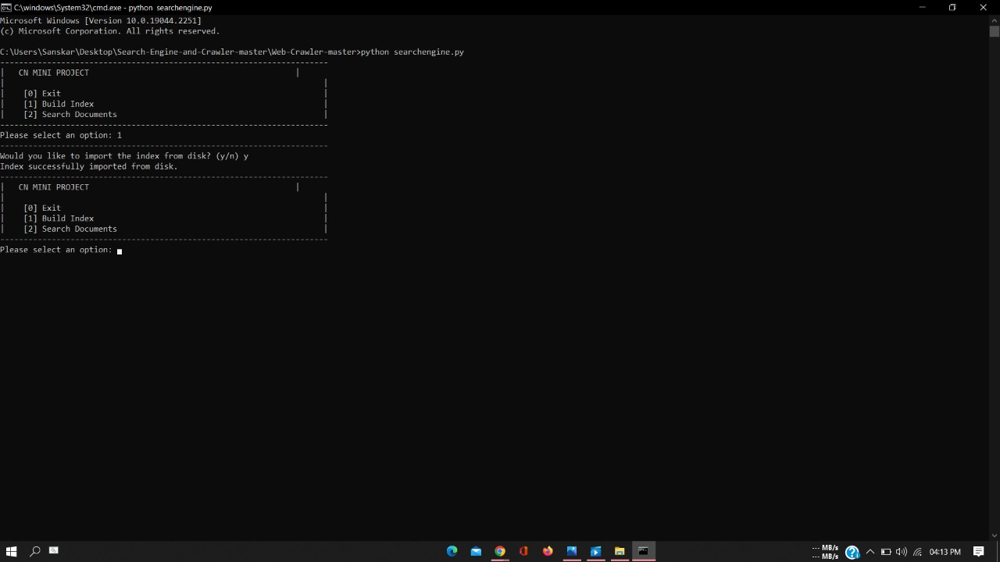 C:\windows\System32\cmd.exe - python  searchengine.py
Microsoft Windows [Version 10.0.19044.2251]
(c) Microsoft Corporation. All rights reserved.
C:\Users\Sanskar\Desktop\Search-Engine-and-Crawler-master\Web-Crawler-master>python searchengine.py
----------------------------------------------------------------------
|   CN MINI PROJECT                                            |
|                                                                    |
|    [0] Exit                                                        |
|    [1] Build Index                                                 |
|    [2] Search Documents                                            |
----------------------------------------------------------------------
Please select an option: 1
----------------------------------------------------------------------
Would you like to import the index from disk? (y/n) y
Index successfully imported from disk.
----------------------------------------------------------------------
|   CN MINI PROJECT                                            |
|                                                                    |
|    [0] Exit                                                        |
|    [1] Build Index                                                 |
|    [2] Search Documents                                            |
----------------------------------------------------------------------
Please select an option:
--- MB/s
--- MB/s
04:13 PM